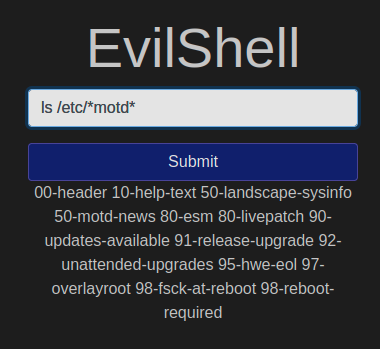 EvilShell
ls /etc/*motd*
Submit
00-header 10-help-text 50-landscape-sysinfo
50-motd-news 80-esm 80-livepatch 90-
updates-available 91-release-upgrade 92-
unattended-upgrades 95-hwe-eol 97-
overlayroot 98-fsck-at-reboot 98-reboot-
required